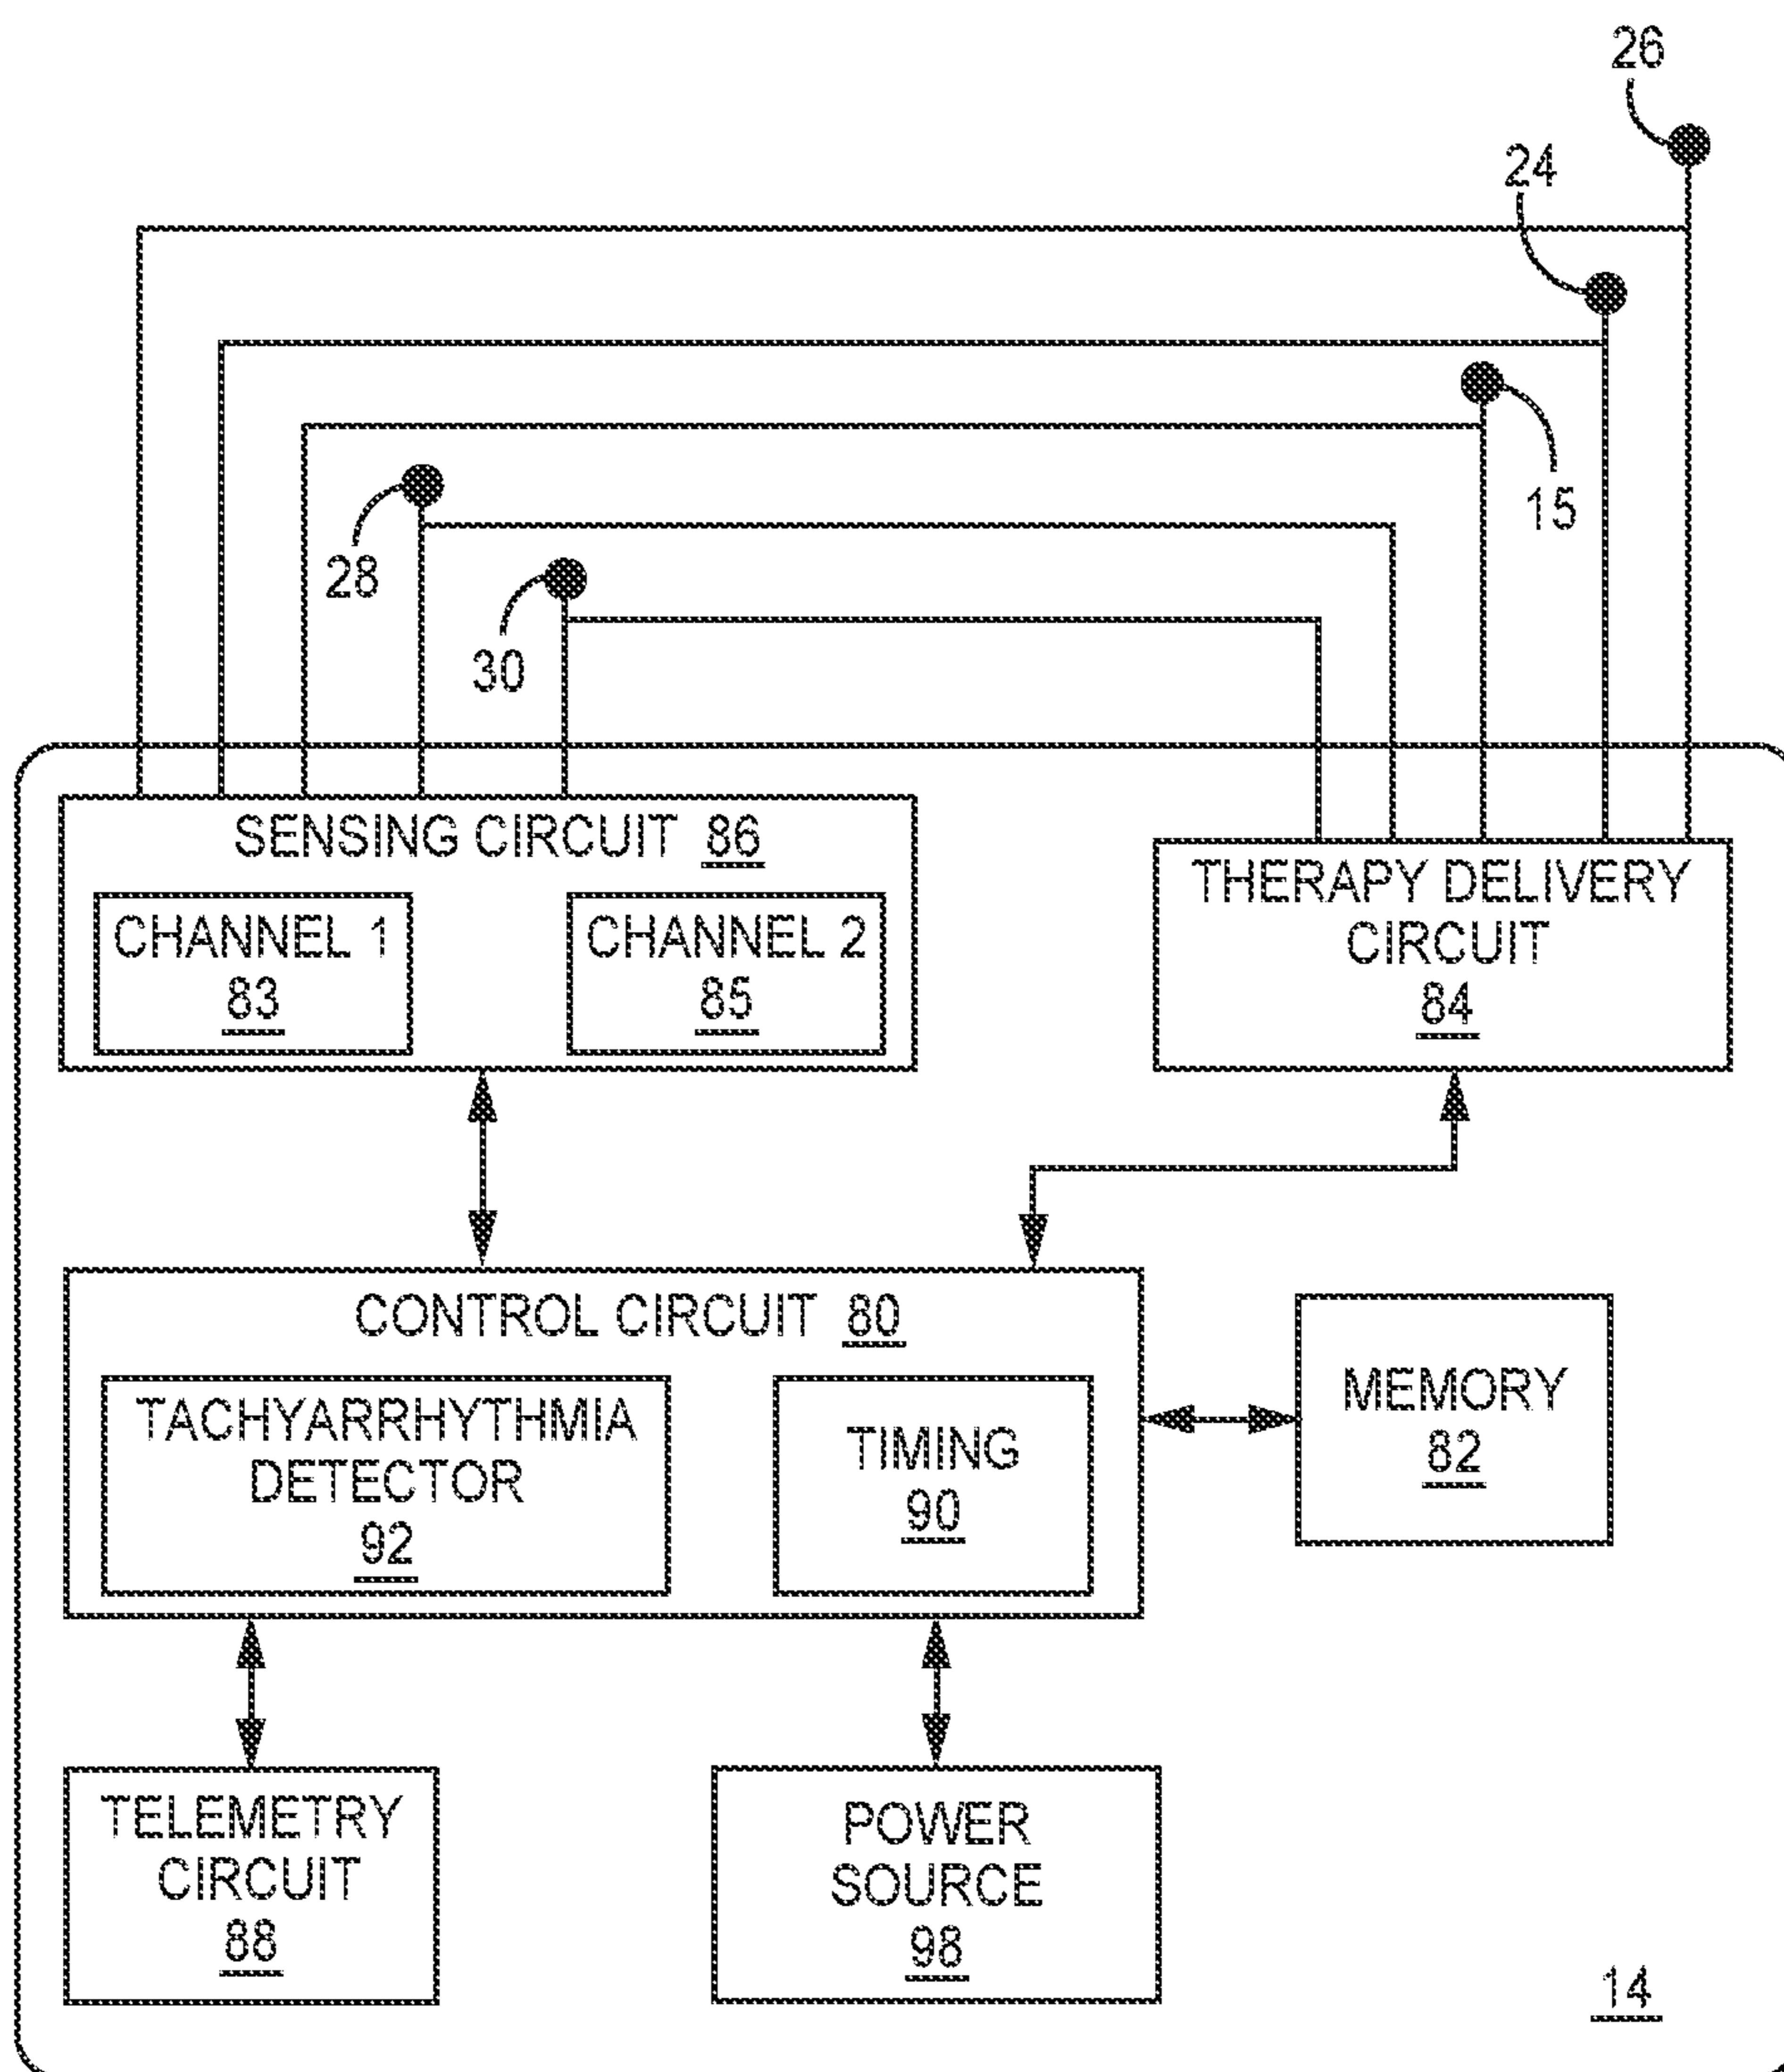 26
24
15
28
30
SENSING CIRCUIT 86
CHANNEL 1
83
CHANNEL 2
85
THERAPY DELIVERY
CIRCUIT
84
CONTROL CIRCUIT 80
TACHYARRHYTHMIA
DETECTOR
92
TIMING
90
MEMORY
82
TELEMETRY
CIRCUIT
88
POWER
SOURCE
98
14